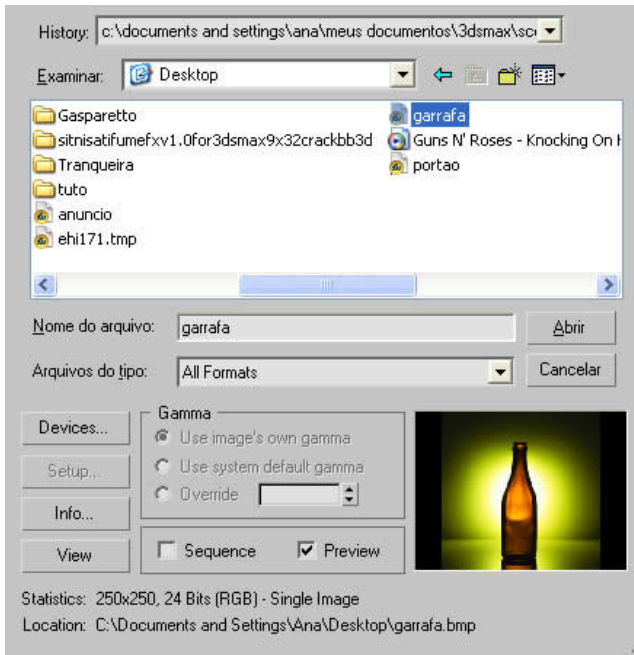 History: c:\documents and settings\ana\meus documentos\3dsmax\sc
Examinar: Desktop
Gasparetto
sitnisatifumefxv1.0for3dsmax9x32crackbb3d
Tranqueira
tuto
anuncio
ehi171.tmp
garrafa
Guns N' Roses - Knocking On H
portao
Nome do arquivo: garrafa Abrir
Arquivos do tipo: All Formats Cancelar
Devices...
Setup...
Info...
View
Gamma
Use image's own gamma
Use system default gamma
Override
Sequence Preview
Statistics: 250x250, 24 Bits (RGB) - Single Image
Location: C:\Documents and Settings\Ana\Desktop\garrafa.bmp